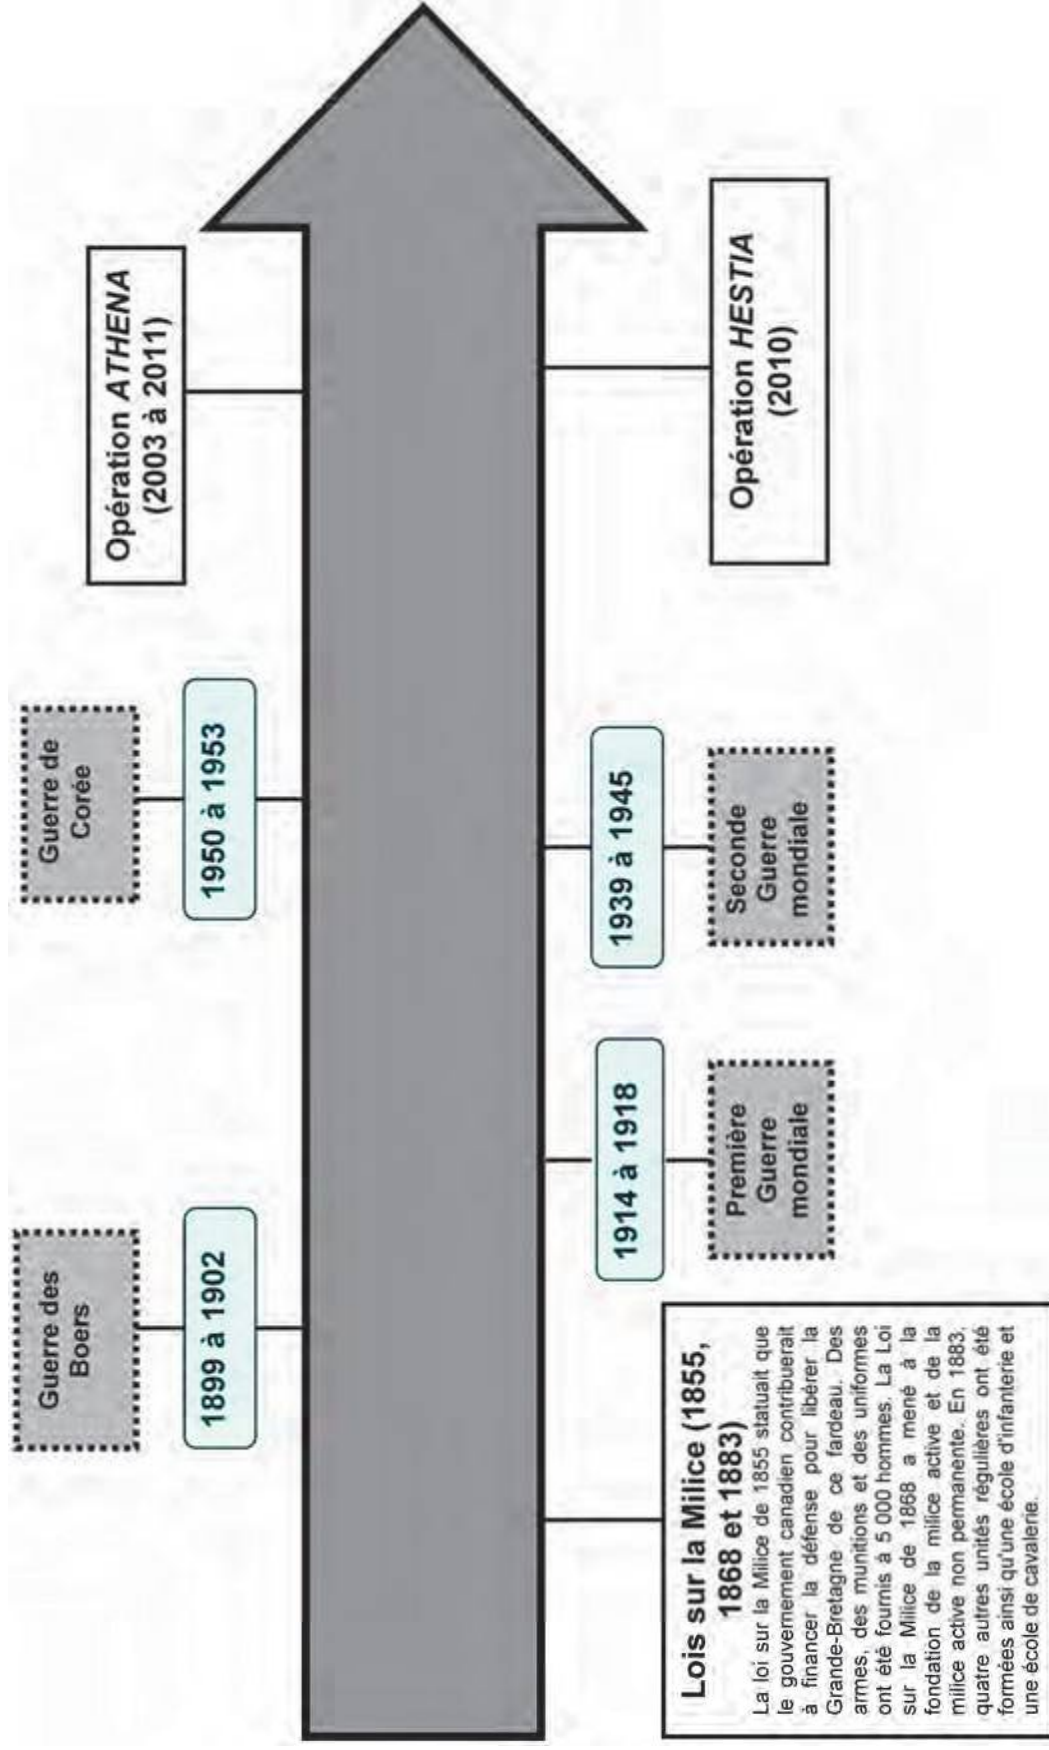 Guerre des
Boers
1899 à 1902
Guerre de
Corée
1950 à 1953
Opération ATHENA
(2003 à 2011)
Lois sur la Milice (1855,
1868 et 1883)
La loi sur la Milice de 1855 statuait que
le gouvernement canadien contribuerait
à financer la défense pour libérer la
Grande-Bretagne de ce fardeau. Des
armes, des munitions et des uniformes
ont été fournis à 5 000 hommes. La Loi
sur la Milice de 1868 a mené à la
fondation de la milice active et de la
milice active non permanente. En 1883,
quatre autres unités régulières ont été
formées ainsi qu'une école d'infanterie et
une école de cavalerie.
1914 à 1918
Première
Guerre
mondiale
1939 à 1945
Seconde
Guerre
mondiale
Opération HESTIA
(2010)